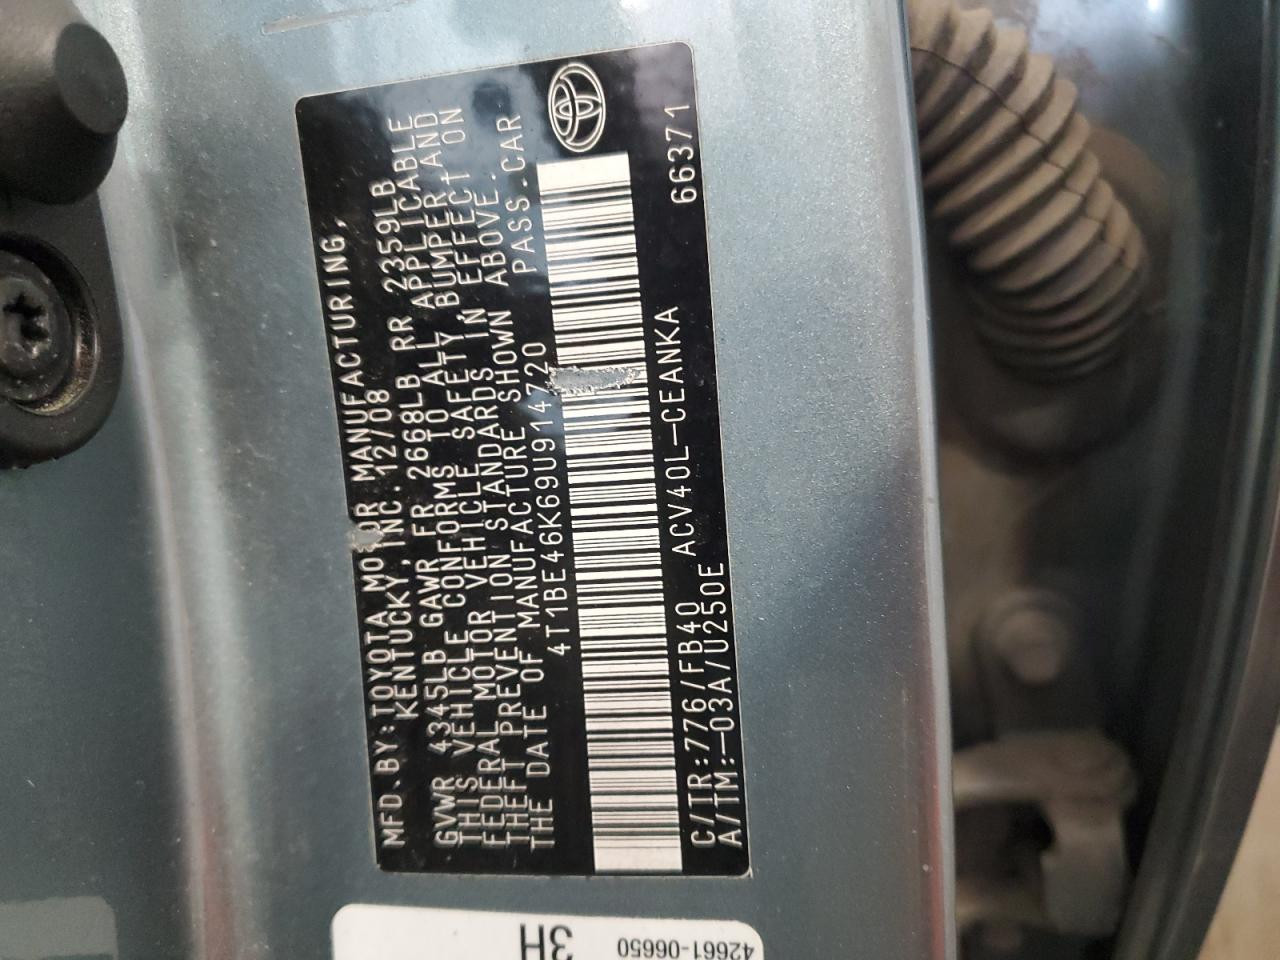 MFD.BY:TOYOTA MOTOR MANUFACTURING,
KENTUCKY,INC 12/08
GVWR 4345LB GAWR FR 2668LB RR 2359LB
THIS VEHICLE CONFORMS TO ALL APPLICABLE
FEDERAL MOTOR VEHICLE SAFETY,BUMPER,AND
THEFT PREVENTION STANDARDS IN EFFECT ON
THE DATE OF MANUFACTURE SHOWN ABOVE.
4T1BE46K69U914720 PASS.CAR
C/TR:776/FB40 ACV40L-CEANKA 66371
A/TM:-03A/U250E
3H
42661-06650